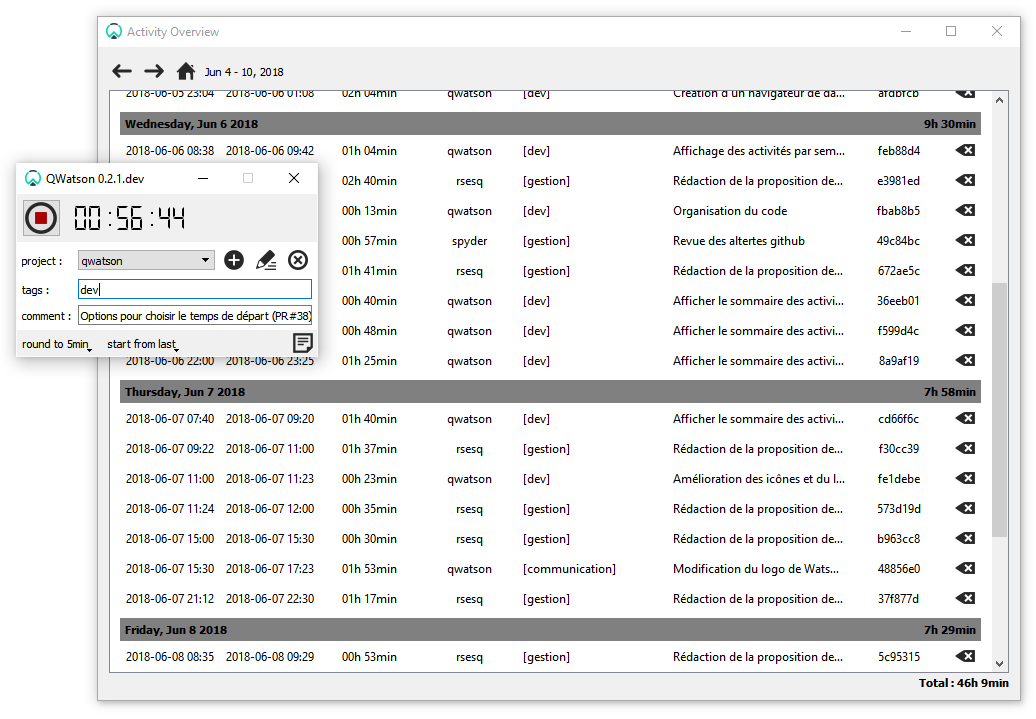 Activity Overview
Jun 4 - 10, 2018
2018-06-05 23:04 2018-06-06 01:08 02h 04min qwatson [dev] Création d'un navigateur de da... afdbfcb
Wednesday, Jun 6 2018 9h 30min
2018-06-06 08:38 2018-06-06 09:42 01h 04min qwatson [dev] Affichage des activités par sem... feb88d4
02h 40min rsesq [gestion] Rédaction de la proposition de... e3981ed
00h 13min qwatson [dev] Organisation du code fbab8b5
00h 57min spyder [gestion] Revue des altertes github 49c84bc
01h 41min rsesq [gestion] Rédaction de la proposition de... 672ae5c
00h 40min qwatson [dev] Afficher le sommaire des activi... 36eeb01
00h 48min qwatson [dev] Afficher le sommaire des activi... f599d4c
2018-06-06 22:00 2018-06-06 23:25 01h 25min qwatson [dev] Afficher le sommaire des activi... 8a9af19
Thursday, Jun 7 2018 7h 58min
2018-06-07 07:40 2018-06-07 09:20 01h 40min qwatson [dev] Afficher le sommaire des activi... cd66f6c
2018-06-07 09:22 2018-06-07 11:00 01h 37min rsesq [gestion] Rédaction de la proposition de... f30cc39
2018-06-07 11:00 2018-06-07 11:23 00h 23min qwatson [dev] Amélioration des icônes et du l... fe1debe
2018-06-07 11:24 2018-06-07 12:00 00h 35min rsesq [gestion] Rédaction de la proposition de... 573d19d
2018-06-07 15:00 2018-06-07 15:30 00h 30min rsesq [gestion] Rédaction de la proposition de... b963cc8
2018-06-07 15:30 2018-06-07 17:23 01h 53min qwatson [communication] Modification du logo de Wats... 48856e0
2018-06-07 21:12 2018-06-07 22:30 01h 17min rsesq [gestion] Rédaction de la proposition de... 37f877d
Friday, Jun 8 2018 7h 29min
2018-06-08 08:35 2018-06-08 09:29 00h 53min rsesq [gestion] Rédaction de la proposition de... 5c95315
Total : 46h 9min
QWatson 0.2.1.dev
00:56:44
project : qwatson
tags : dev
comment : Options pour choisir le temps de départ (PR#38)
round to 5min start from last